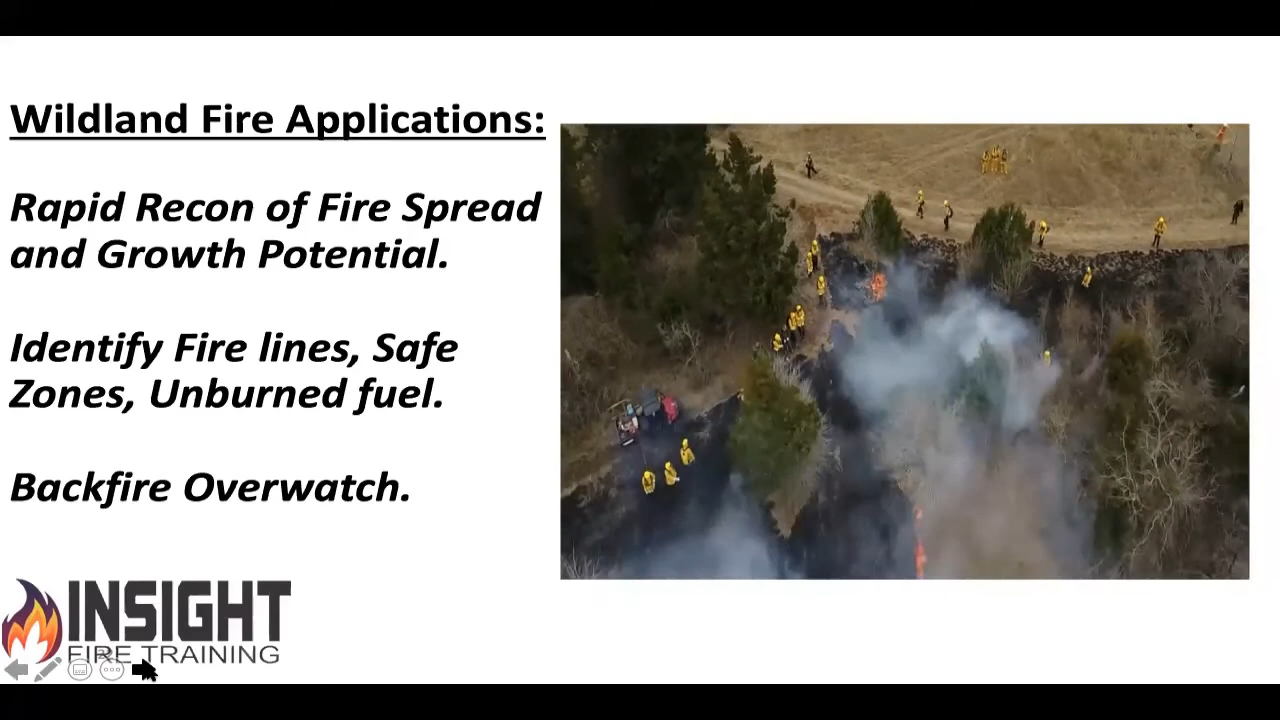 Wildland Fire Applications:
Rapid Recon of Fire Spread
and Growth Potential.
Identify Fire lines, Safe
Zones, Unburned fuel.
Backfire Overwatch.
INSIGHT
FIRE TRAINING